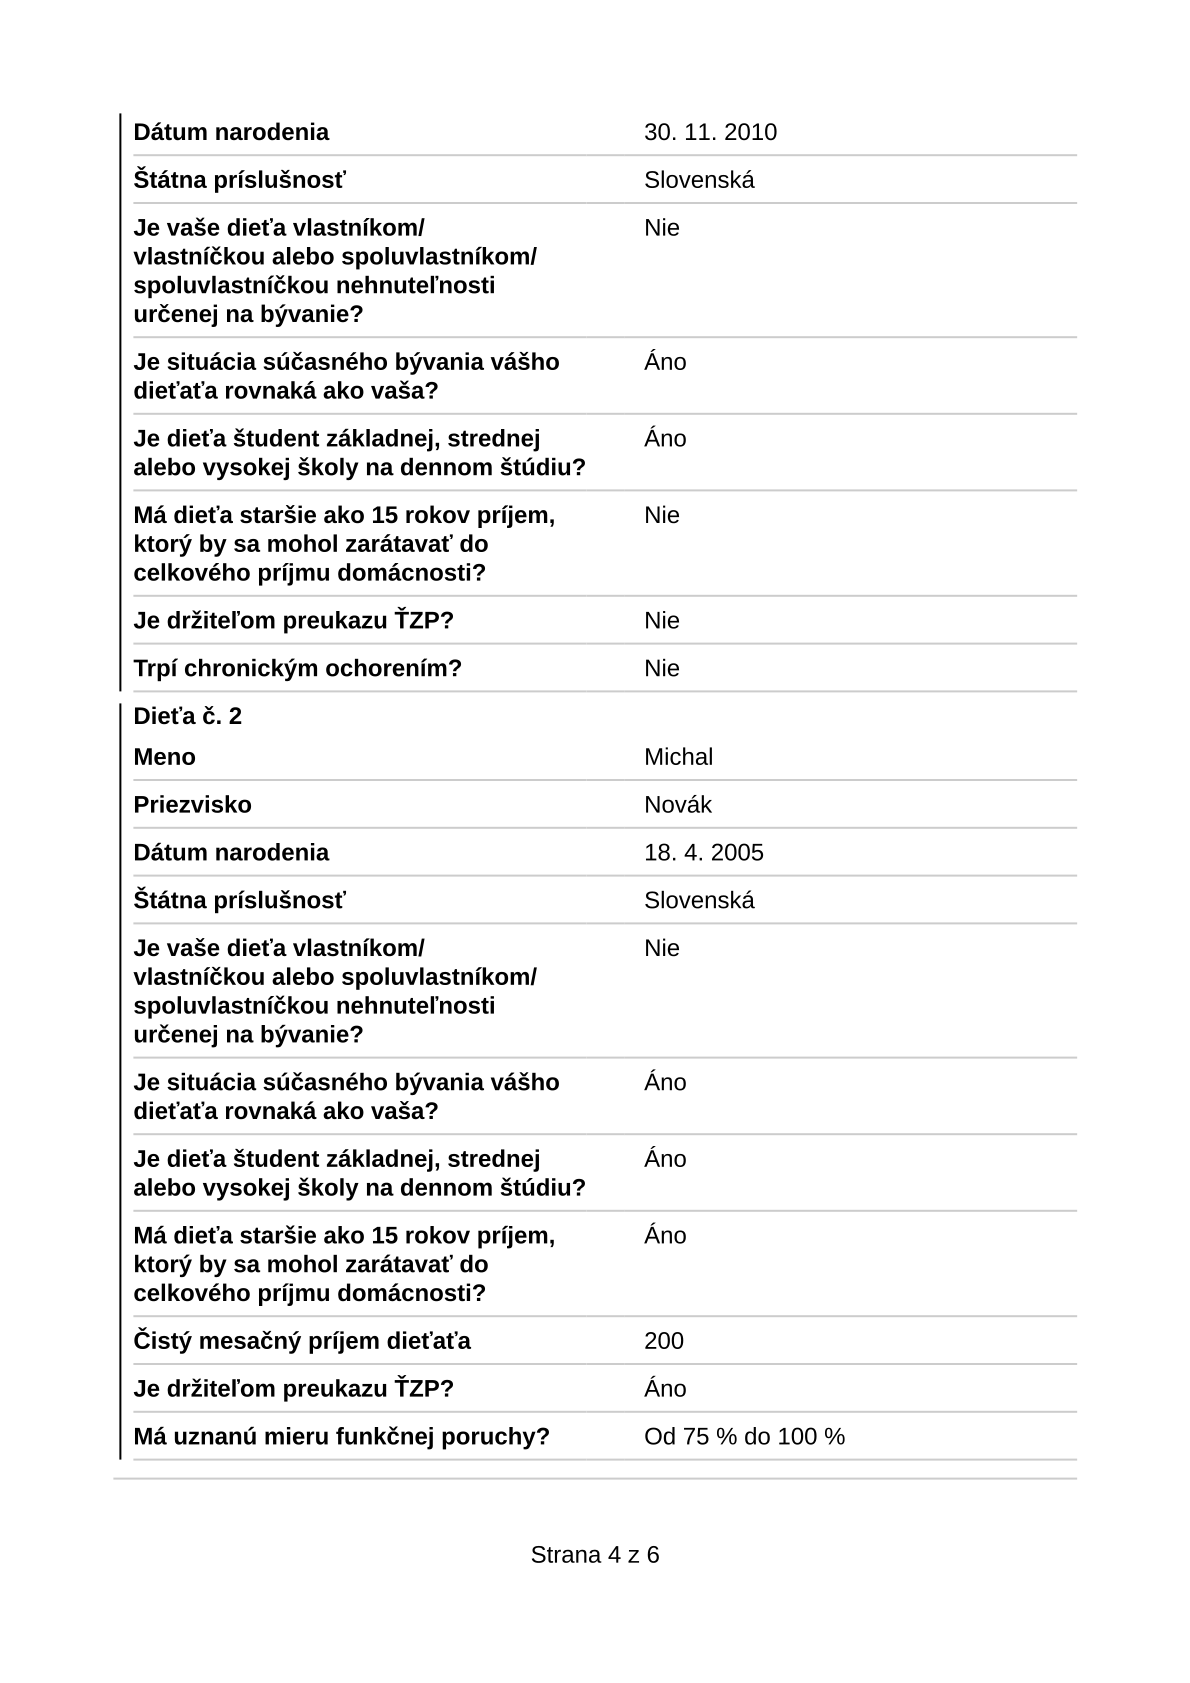 Dátum narodenia 30. 11. 2010
Štátna príslušnosť Slovenská
Je vaše dieťa vlastníkom/ Nie
vlastníčkou alebo spoluvlastníkom/
spoluvlastníčkou nehnuteľnosti
určenej na bývanie?
Je situácia súčasného bývania vášho Áno
dieťaťa rovnaká ako vaša?
Je dieťa študent základnej, strednej Áno
alebo vysokej školy na dennom štúdiu?
Má dieťa staršie ako 15 rokov príjem, Nie
ktorý by sa mohol zarátavať do
celkového príjmu domácnosti?
Je držiteľom preukazu ŤZP? Nie
Trpí chronickým ochorením? Nie
Dieťa č. 2
Meno Michal
Priezvisko Novák
Dátum narodenia 18. 4. 2005
Štátna príslušnosť Slovenská
Je vaše dieťa vlastníkom/ Nie
vlastníčkou alebo spoluvlastníkom/
spoluvlastníčkou nehnuteľnosti
určenej na bývanie?
Je situácia súčasného bývania vášho Áno
dieťaťa rovnaká ako vaša?
Je dieťa študent základnej, strednej Áno
alebo vysokej školy na dennom štúdiu?
Má dieťa staršie ako 15 rokov príjem, Áno
ktorý by sa mohol zarátavať do
celkového príjmu domácnosti?
Čistý mesačný príjem dieťaťa 200
Je držiteľom preukazu ŤZP? Áno
Má uznanú mieru funkčnej poruchy? Od 75 % do 100 %
Strana 4 z 6